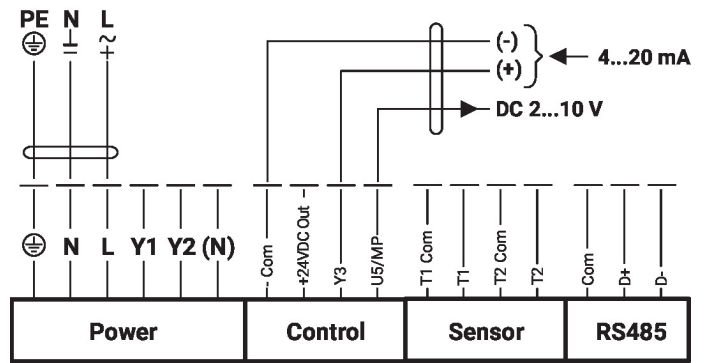 PE N L
(-)
(+)
4...20 mA
DC 2...10 V
N L Y1 Y2 (N)
- Com
+24VDC Out -
Y3
U5/MP
T1 Com
T1
T2 Com
T2
Com
D+
D-
Power Control Sensor RS485